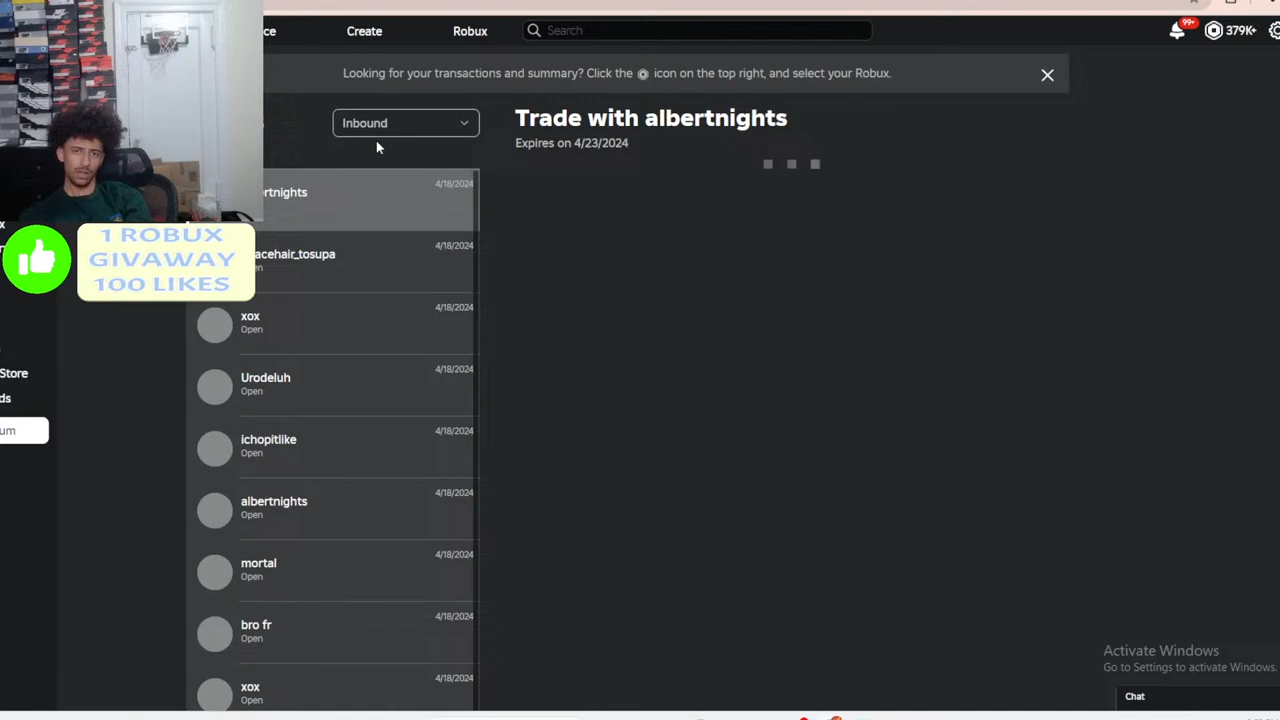 Create
Robux
Search
99+
379K+
Looking for your transactions and summary? Click the icon on the top right, and select your Robux.
Inbound
Trade with albertnights
Expires on 4/23/2024
4/18/2024
4/18/2024
1 ROBUX
GIVAWAY
100 LIKES
xox
Open
4/18/2024
Urodeluh
Open
4/18/2024
ichopitlike
Open
4/18/2024
albertnights
Open
4/18/2024
mortal
Open
4/18/2024
bro fr
Open
4/18/2024
xox
Open
4/18/2024
Store
Activate Windows
Go to Settings to activate Windows.
Chat